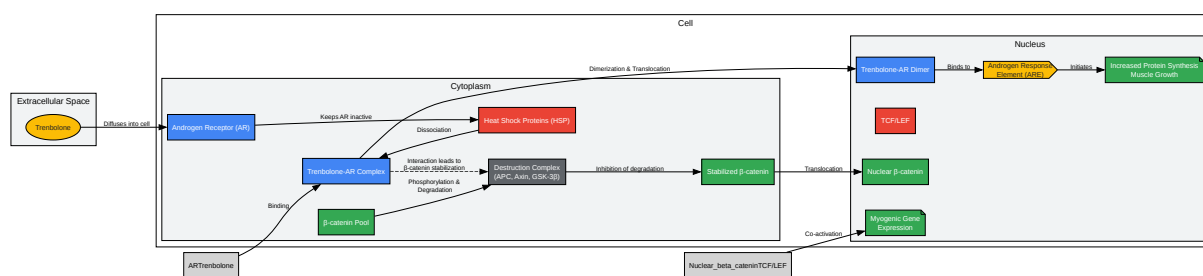 Cell
Nucleus
Extracellular Space
Trenbolone
Diffuses into cell
Cytoplasm
Androgen Receptor (AR)
Keeps AR inactive
Heat Shock Proteins (HSP)
Dissociation
Dimerization & Translocation
Trenbolone-AR Dimer
Binds to
Androgen Response
Element (ARE)
Initiates
Increased Protein Synthesis
Muscle Growth
TCF/LEF
Trenbolone-AR Complex
Interaction leads to
β-catenin stabilization
Destruction Complex
(APC, Axin, GSK-3β)
Inhibition of degradation
Stabilized β-catenin
Translocation
Nuclear β-catenin
Phosphorylation &
Degradation
β-catenin Pool
Binding
Myogenic Gene
Expression
Co-activation
ARTrenbolone
Nuclear_beta_cateninTCF/LEF